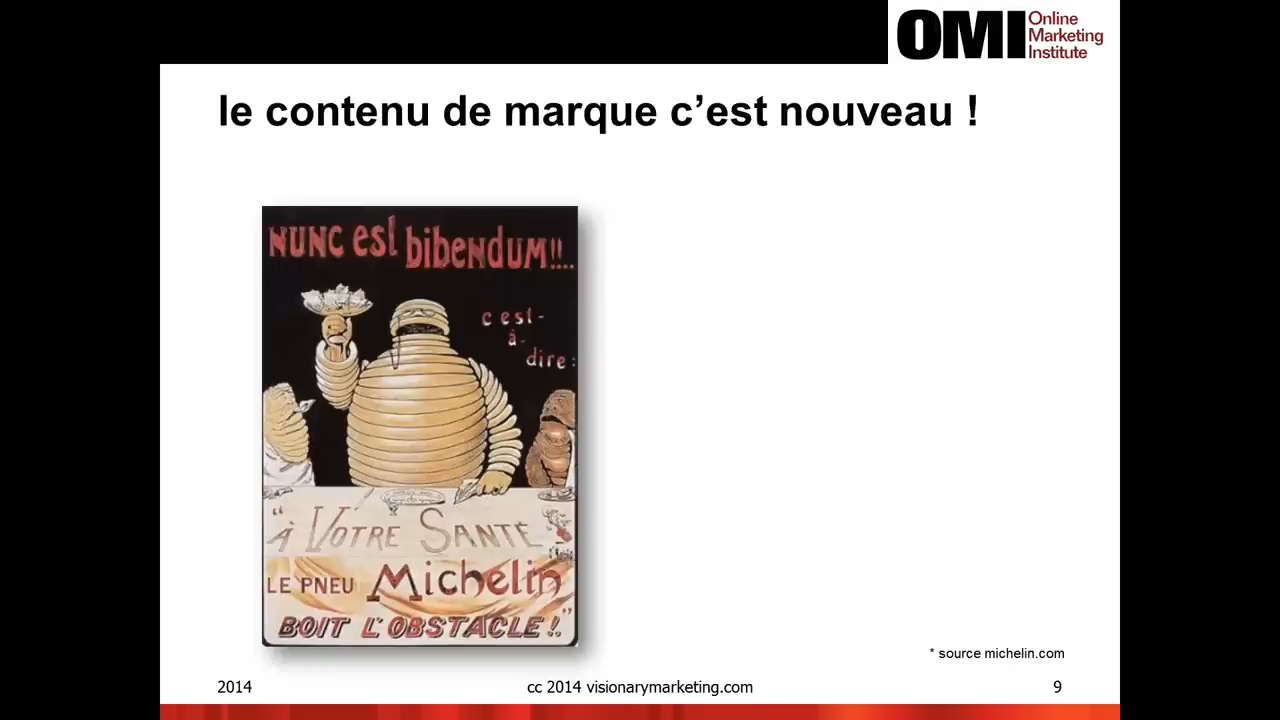 OMI Online
Marketing
Institute
le contenu de marque c’est nouveau !
NUNC est bibendum!!...
c'est-
à-
dire:
“À VOTRE SANTÉ
LE PNEU Michelin
BOIT L'OBSTACLE!.”
* source michelin.com
2014
cc 2014 visionarymarketing.com
9